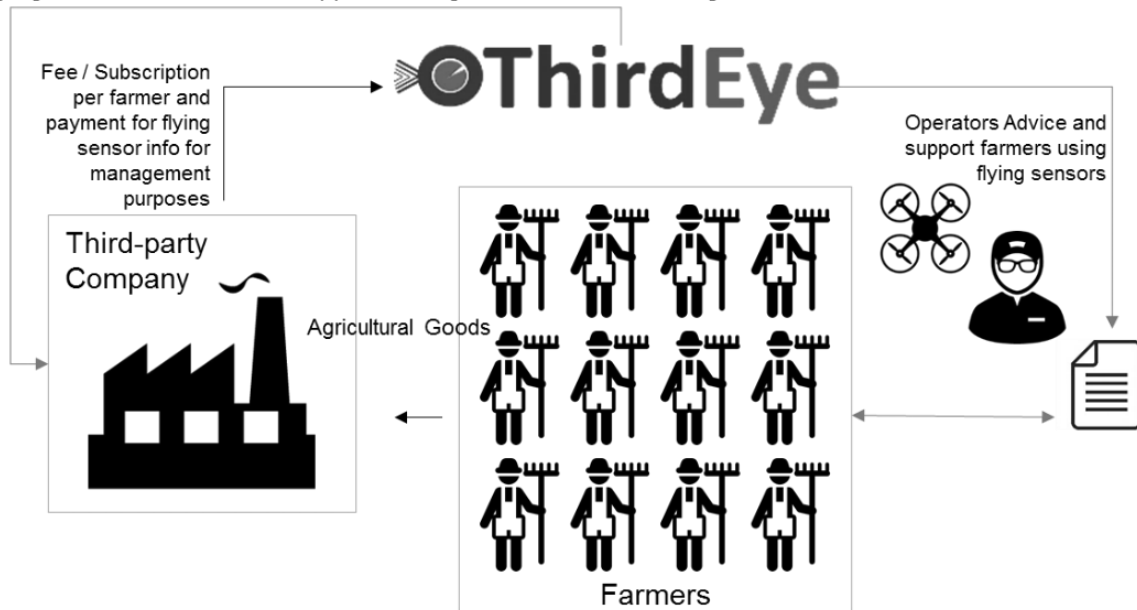 ThirdEye
Fee / Subscription
per farmer and
payment for flying
sensor info for
management
purposes
Operators Advice and
support farmers using
flying sensors
Third-party
Company
Agricultural Goods
Farmers